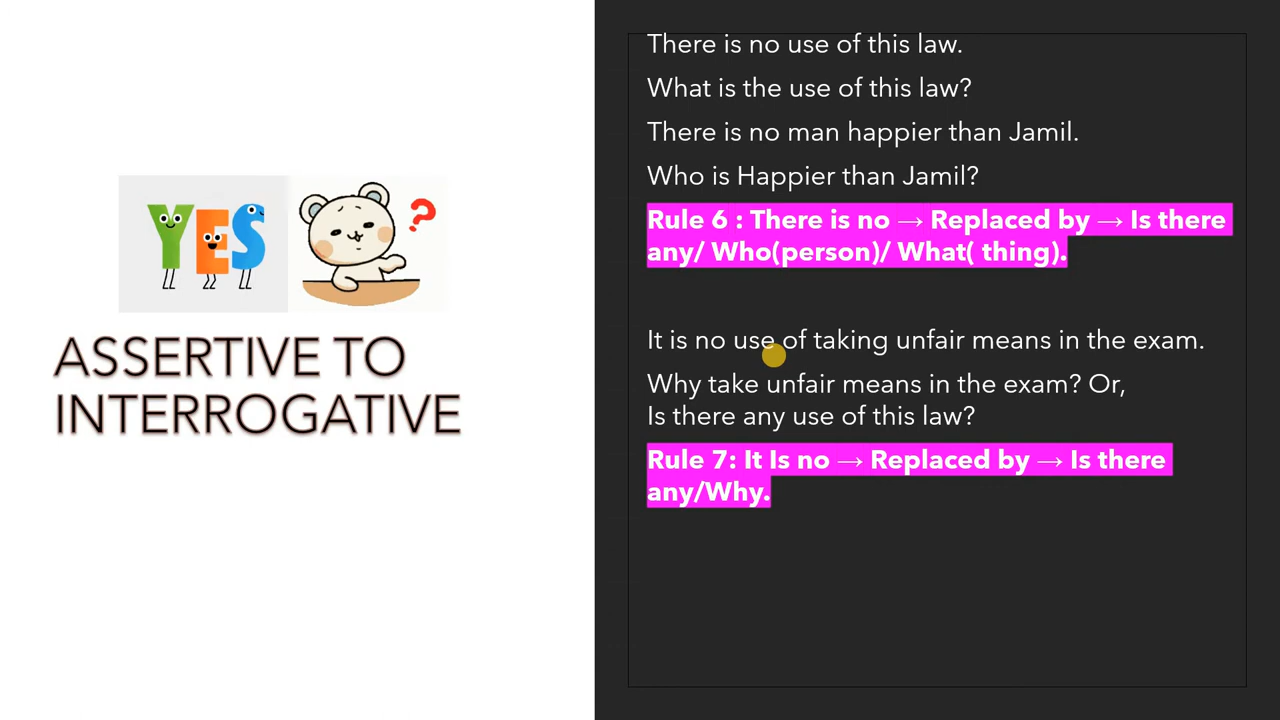 YES
?
ASSERTIVE TO
INTERROGATIVE
There is no use of this law.
What is the use of this law?
There is no man happier than Jamil.
Who is Happier than Jamil?
Rule 6 : There is no → Replaced by → Is there
any/ Who(person)/ What( thing).
It is no use of taking unfair means in the exam.
Why take unfair means in the exam? Or,
Is there any use of this law?
Rule 7: It Is no → Replaced by → Is there
any/Why.